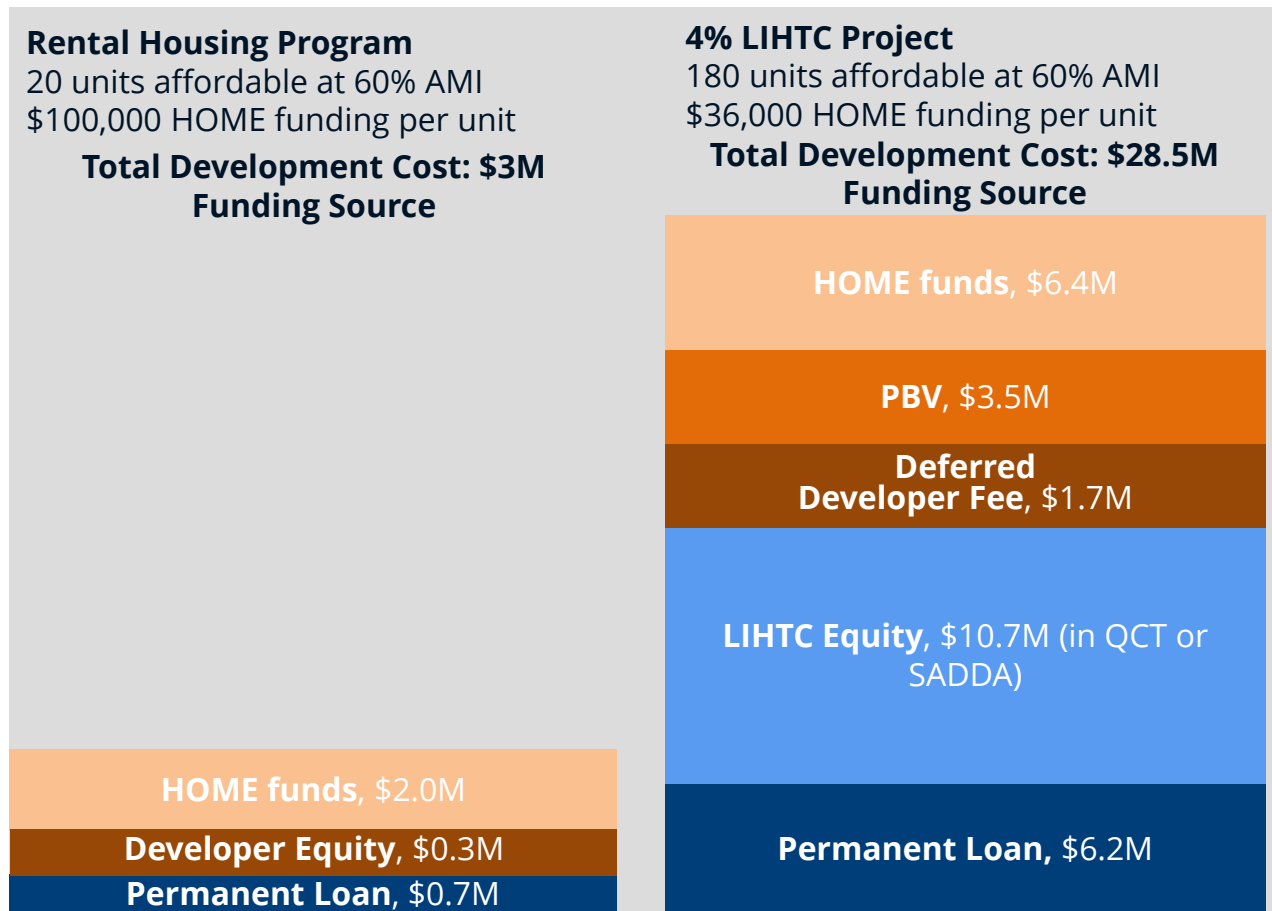 Rental Housing Program
20 units affordable at 60% AMI
$100,000 HOME funding per unit
Total Development Cost: $3M
Funding Source
HOME funds, $2.0M
Developer Equity, $0.3M
Permanent Loan, $0.7M
4% LIHTC Project
180 units affordable at 60% AMI
$36,000 HOME funding per unit
Total Development Cost: $28.5M
Funding Source
HOME funds, $6.4M
PBV, $3.5M
Deferred
Developer Fee, $1.7M
LIHTC Equity, $10.7M (in QCT or
SADDA)
Permanent Loan, $6.2M